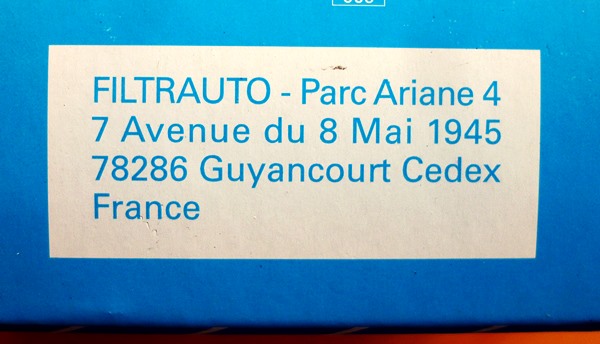 FILTRAUTO - Parc Ariane 4
7 Avenue du 8 Mai 1945
78286 Guyancourt Cedex
France